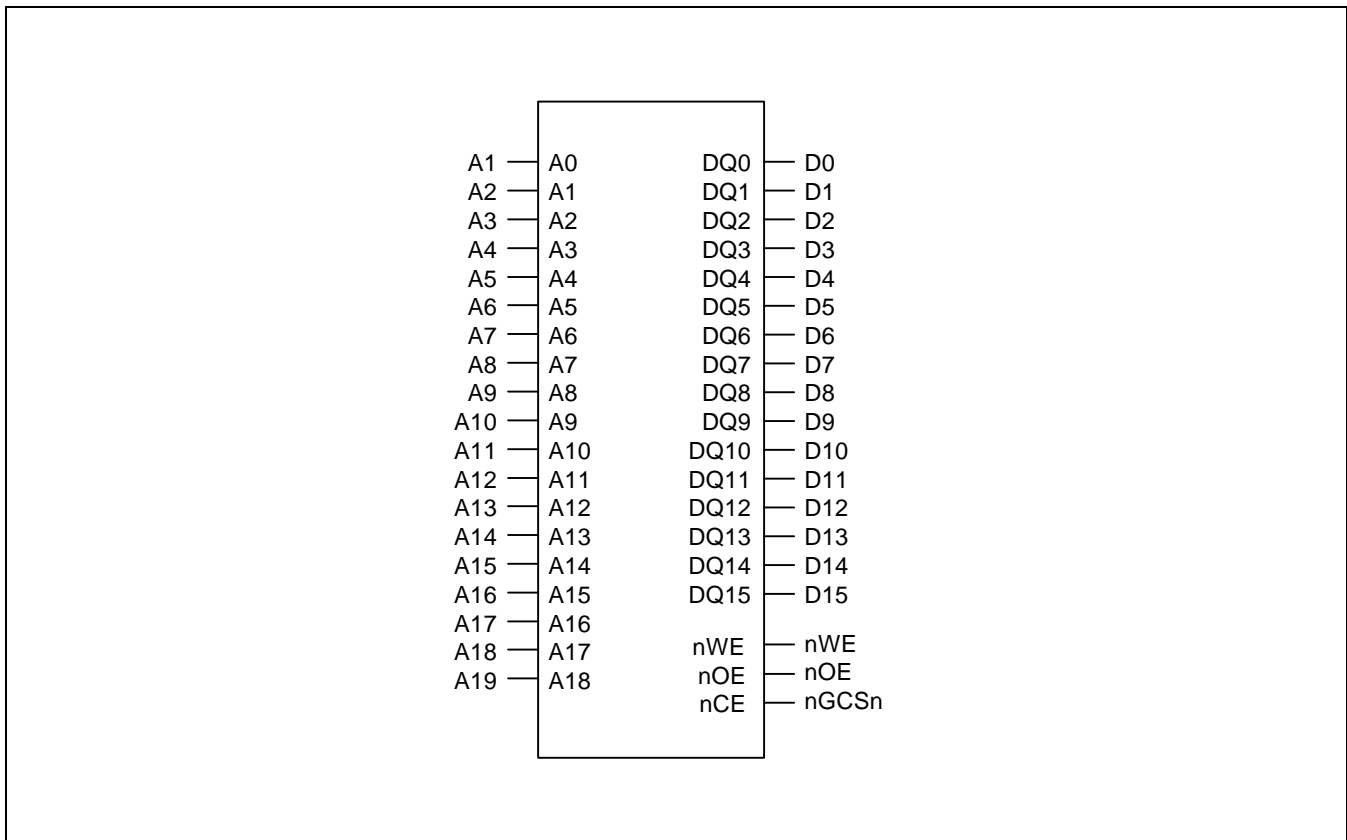 A1 A0 DQ0 D0
A2 A1 DQ1 D1
A3 A2 DQ2 D2
A4 A3 DQ3 D3
A5 A4 DQ4 D4
A6 A5 DQ5 D5
A7 A6 DQ6 D6
A8 A7 DQ7 D7
A9 A8 DQ8 D8
A10 A9 DQ9 D9
A11 A10 DQ10 D10
A12 A11 DQ11 D11
A13 A12 DQ12 D12
A14 A13 DQ13 D13
A15 A14 DQ14 D14
A16 A15 DQ15 D15
A17 A16
A18 A17 nWE nWE
A19 A18 nOE nOE
nCE nGCSn